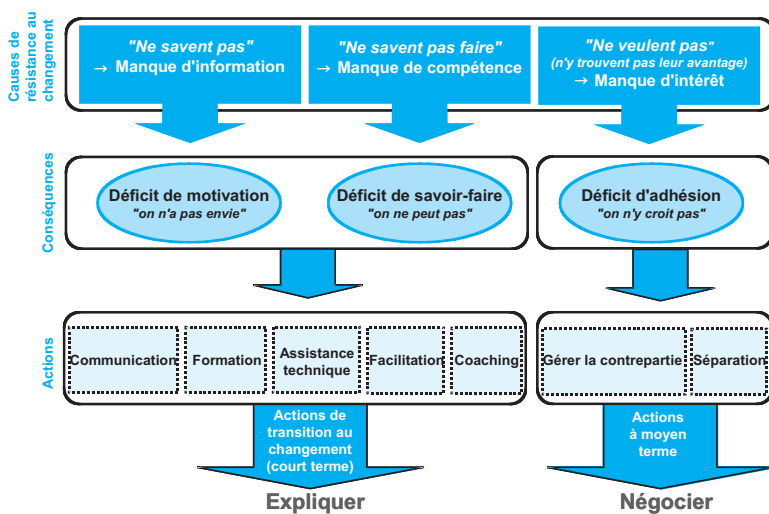 Causes de
résistance au
changement
"Ne savent pas"
→ Manque d'information
"Ne savent pas faire"
→ Manque de compétence
"Ne veulent pas"
(n'y trouvent pas leur avantage)
→ Manque d'intérêt
Conséquences
Déficit de motivation
"on n'a pas envie"
Déficit de savoir-faire
"on ne peut pas"
Déficit d'adhésion
"on n'y croit pas"
Actions
Communication
Formation
Assistance
technique
Facilitation
Coaching
Gérer la contrepartie
Séparation
Actions de
transition au
changement
(court terme)
Actions
à moyen
terme
Expliquer
Négocier